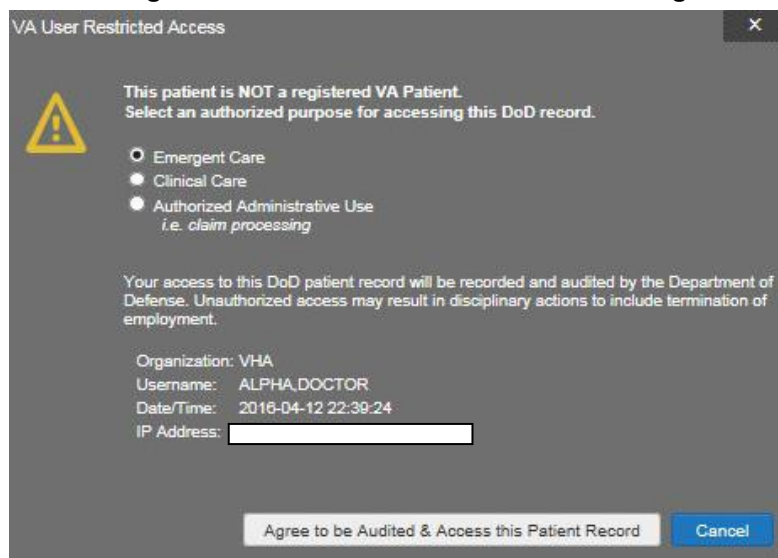 VA User Restricted Access X
This patient is NOT a registered VA Patient.
Select an authorized purpose for accessing this DoD record.
Emergent Care
Clinical Care
Authorized Administrative Use
i.e. claim processing
Your access to this DoD patient record will be recorded and audited by the Department of
Defense. Unauthorized access may result in disciplinary actions to include termination of
employment.
Organization: VHA
Username: ALPHA,DOCTOR
Date/Time: 2016-04-12 22:39:24
IP Address:
Agree to be Audited & Access this Patient Record Cancel